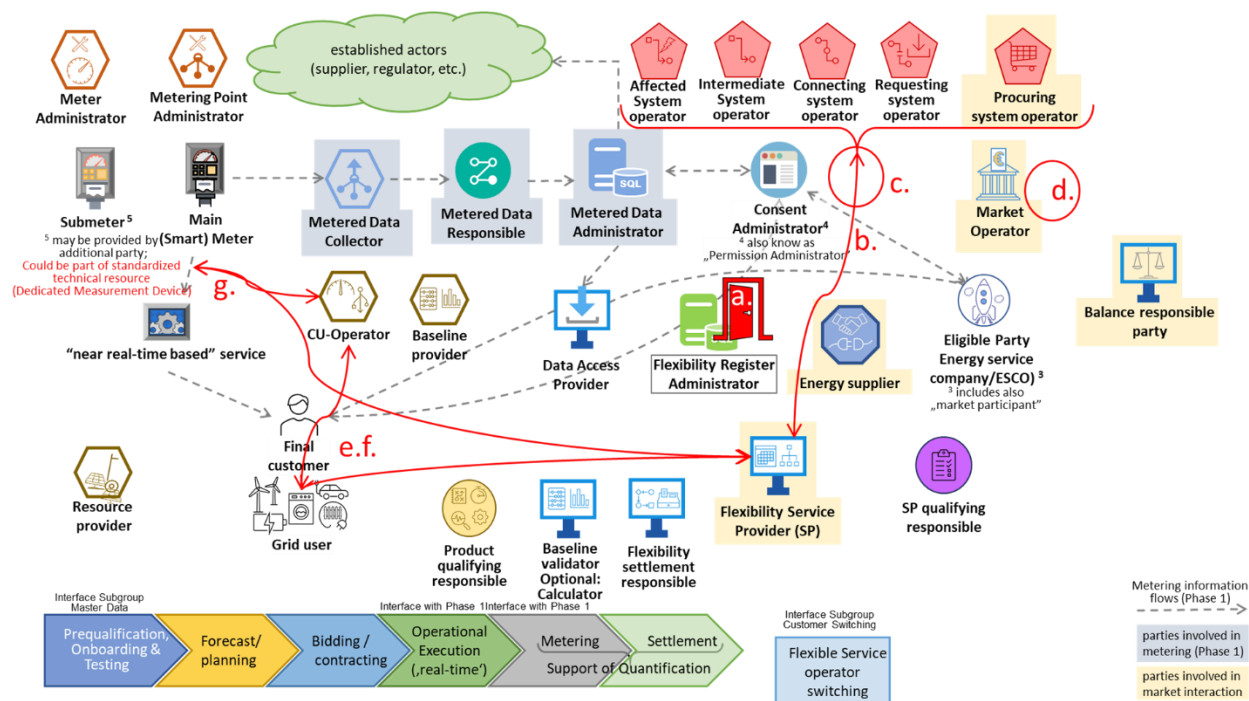 established actors
(supplier, regulator, etc.)
Meter
Administrator
Metering Point
Administrator
Affected
System
operator
Intermediate
System
operator
Connecting
system
operator
Requesting
system
operator
Procuring
system operator
Submeter ⁵
⁵ may be provided by
additional party;
Could be part of standardized
technical resource
(Dedicated Measurement Device)
Main
(Smart) Meter
Metered Data
Collector
Metered Data
Responsible
SQL
Metered Data
Administrator
Consent
Administrator⁴
⁴ also know as
„Permission Administrator"
c.
b.
Market
Operator
d.
g.
"near real-time based" service
CU-Operator
Baseline
provider
Data Access
Provider
a.
Flexibility Register
Administrator
Energy supplier
Eligible Party
Energy service
company/ESCO) ³
³ includes also
„market participant"
Balance responsible
party
Final
customer
e.f.
Resource
provider
Grid user
Product
qualifying
responsible
Baseline
validator
Optional:
Calculator
Flexibility
settlement
responsible
Flexibility Service
Provider (SP)
SP qualifying
responsible
Interface Subgroup
Master Data
Prequalification,
Onboarding &
Testing
Forecast/
planning
Bidding /
contracting
Interface with Phase 1
Operational
Execution
(‚real-time')
Interface with Phase 1
Metering
Settlement
Support of Quantification
Interface Subgroup
Customer Switching
Flexible Service
operator
switching
Metering information
flows (Phase 1)
parties involved in
metering (Phase 1)
parties involved in
market interaction